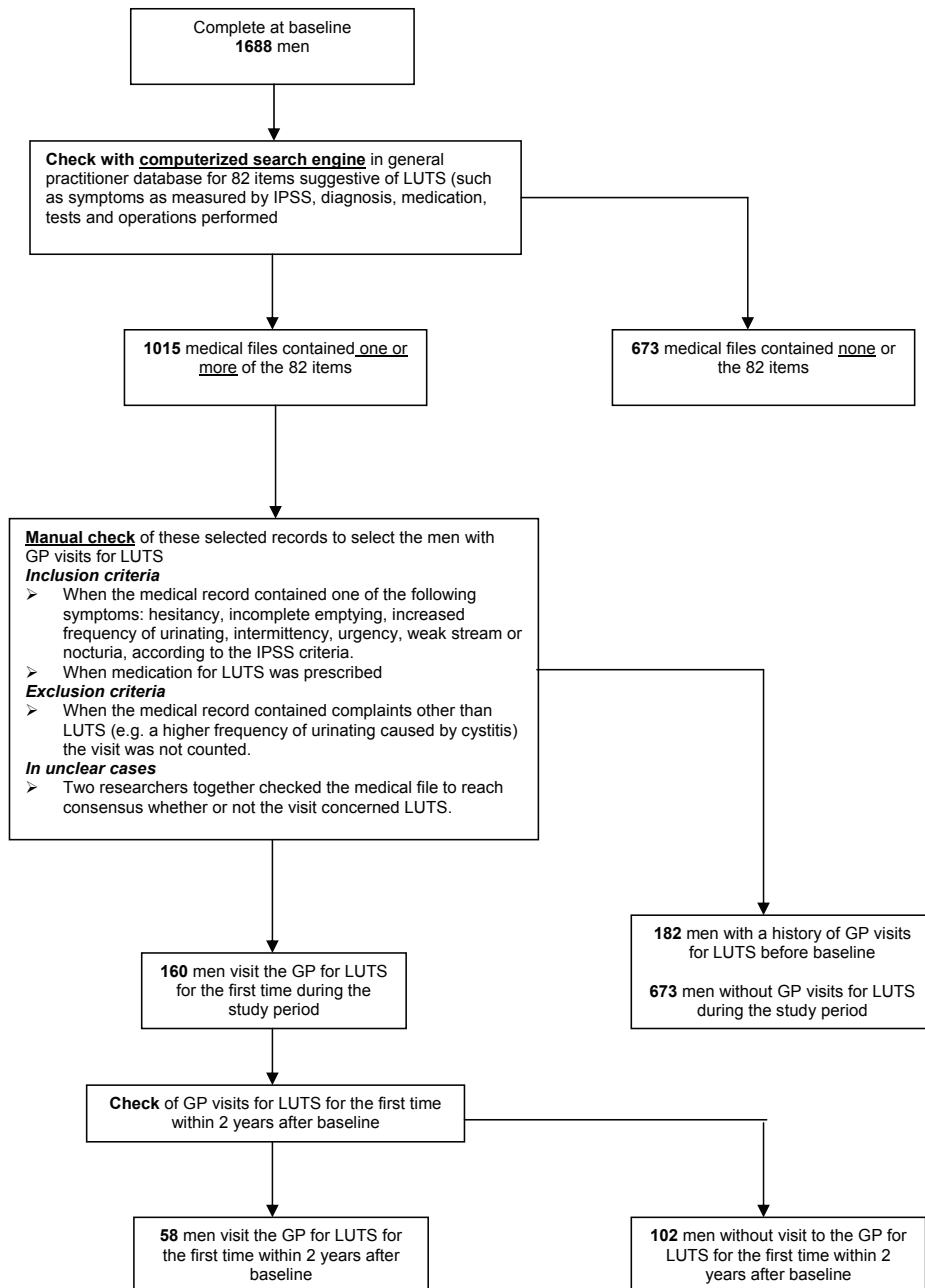 Complete at baseline
1688 men
Check with computerized search engine in general
practitioner database for 82 items suggestive of LUTS (such
as symptoms as measured by IPSS, diagnosis, medication,
tests and operations performed
1015 medical files contained one or
more of the 82 items
673 medical files contained none or
the 82 items
Manual check of these selected records to select the men with
GP visits for LUTS
Inclusion criteria
➢ When the medical record contained one of the following
symptoms: hesitancy, incomplete emptying, increased
frequency of urinating, intermittency, urgency, weak stream or
nocturia, according to the IPSS criteria.
➢ When medication for LUTS was prescribed
Exclusion criteria
➢ When the medical record contained complaints other than
LUTS (e.g. a higher frequency of urinating caused by cystitis)
the visit was not counted.
In unclear cases
➢ Two researchers together checked the medical file to reach
consensus whether or not the visit concerned LUTS.
182 men with a history of GP visits
for LUTS before baseline
673 men without GP visits for LUTS
during the study period
160 men visit the GP for LUTS
for the first time during the
study period
Check of GP visits for LUTS for the first time
within 2 years after baseline
58 men visit the GP for LUTS for
the first time within 2 years after
baseline
102 men without visit to the GP for
LUTS for the first time within 2
years after baseline